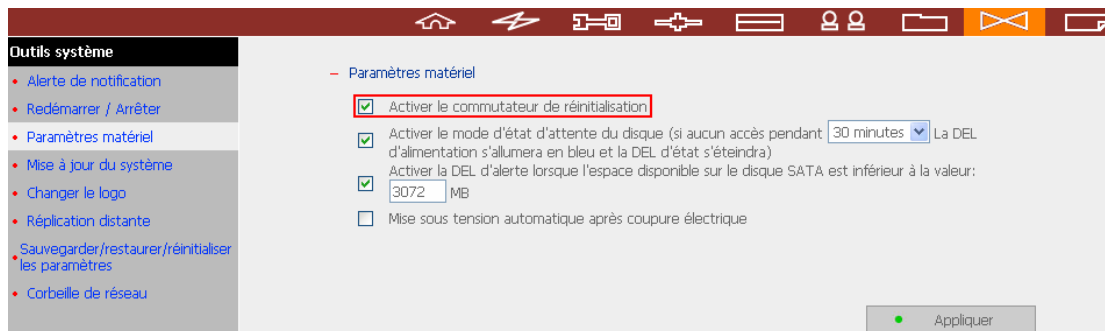 Outils système
Alerte de notification
Redémarrer / Arrêter
Paramètres matériel
Mise à jour du système
Changer le logo
Réplication distante
Sauvegarder/restaurer/réinitialiser
les paramètres
Corbeille de réseau
Paramètres matériel
Activer le commutateur de réinitialisation
Activer le mode d'état d'attente du disque (si aucun accès pendant 30 minutes La DEL
d'alimentation s'allumera en bleu et la DEL d'état s'éteindra)
Activer la DEL d'alerte lorsque l'espace disponible sur le disque SATA est inférieur à la valeur:
3072 MB
Mise sous tension automatique après coupure électrique
Appliquer